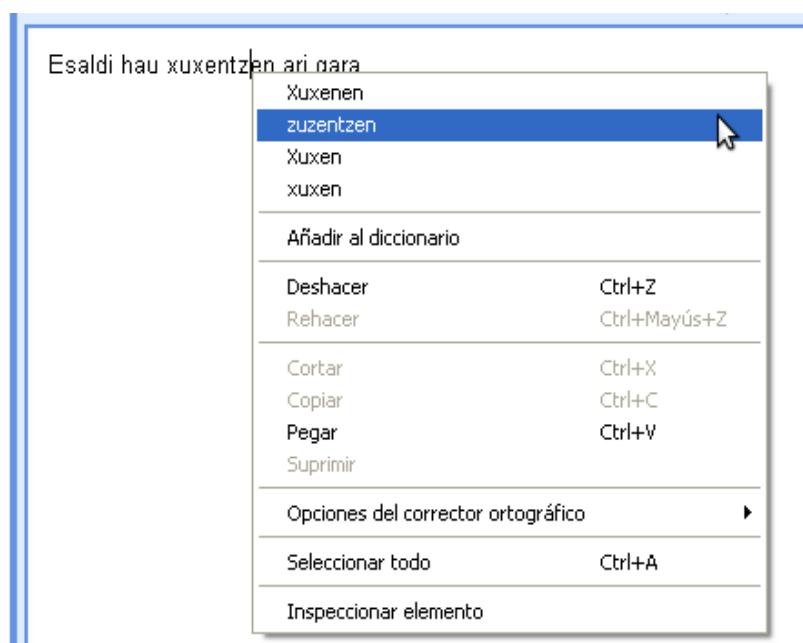 Esaldi hau xuxentzen ari gara
Xuxenen
zuzentzen
Xuxen
xuxen
Añadir al diccionario
Deshacer Ctrl+Z
Rehacer Ctrl+Mayús+Z
Cortar Ctrl+X
Copiar Ctrl+C
Pegar Ctrl+V
Suprimir
Opciones del corrector ortográfico
Seleccionar todo Ctrl+A
Inspeccionar elemento